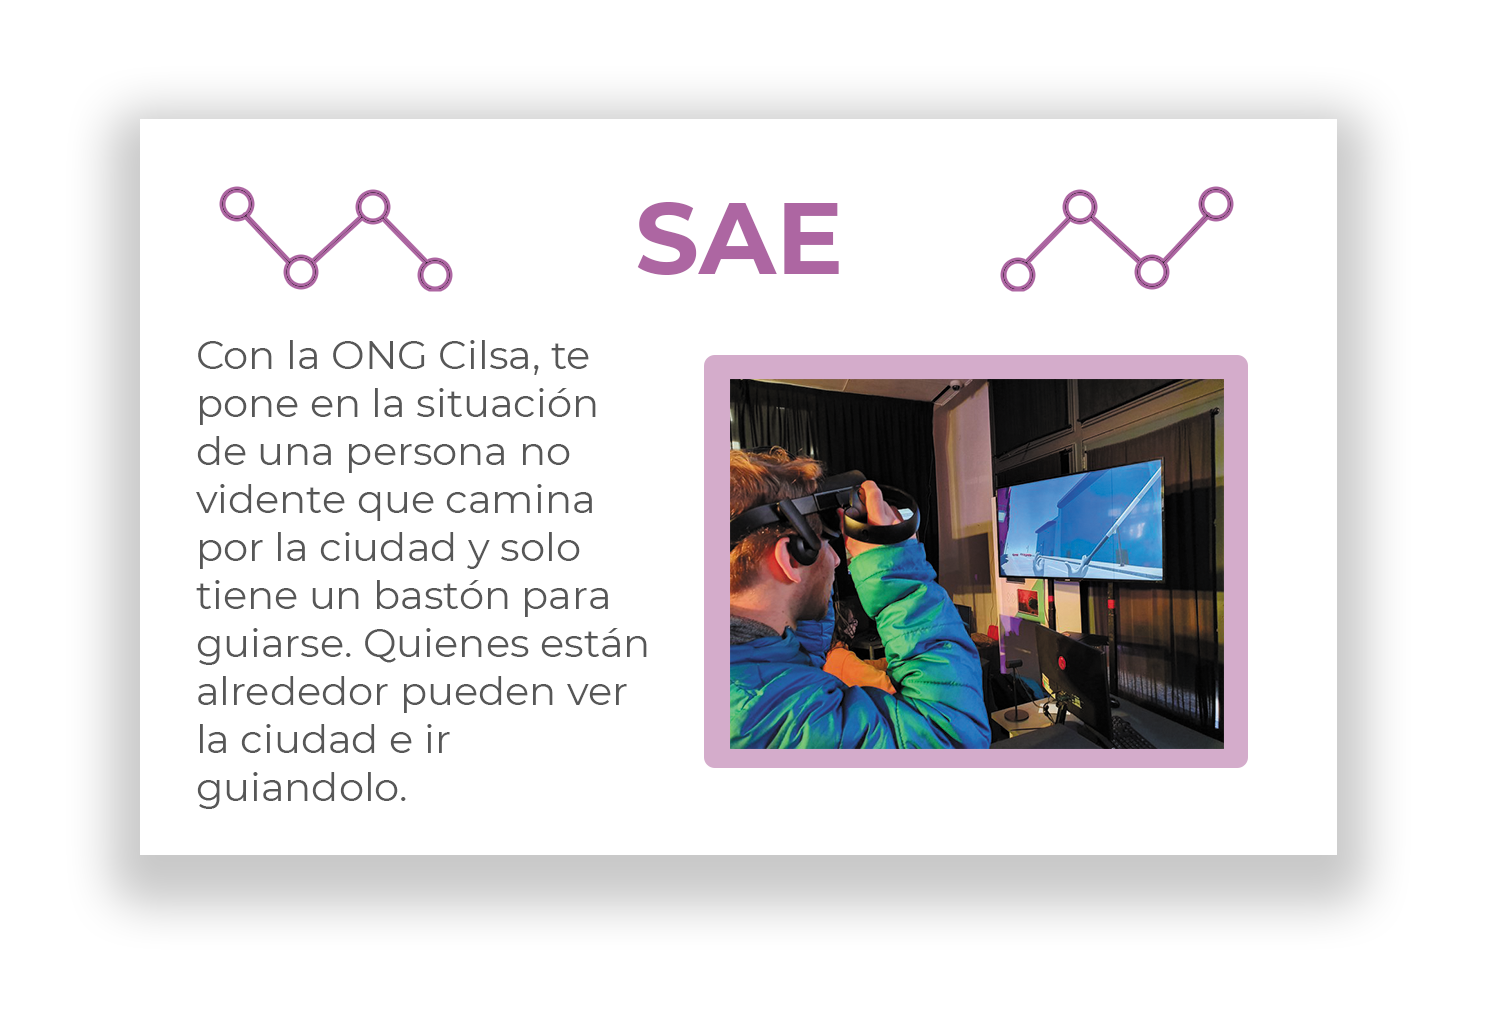 SAE
Con la ONG Cilsa, te
pone en la situación
de una persona no
vidente que camina
por la ciudad y solo
tiene un bastón para
guiarse. Quienes están
alrededor pueden ver
la ciudad e ir
guiandolo.